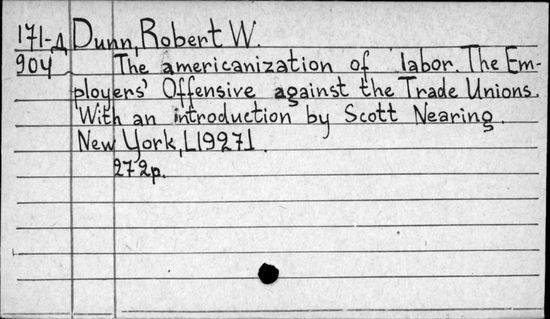 171-Д Dunn, Robert W.
904 The americanization of labor. The Em-
ployers' Offensive against the Trade Unions.
With an introduction by Scott Nearing.
New York, [1927].
272p.